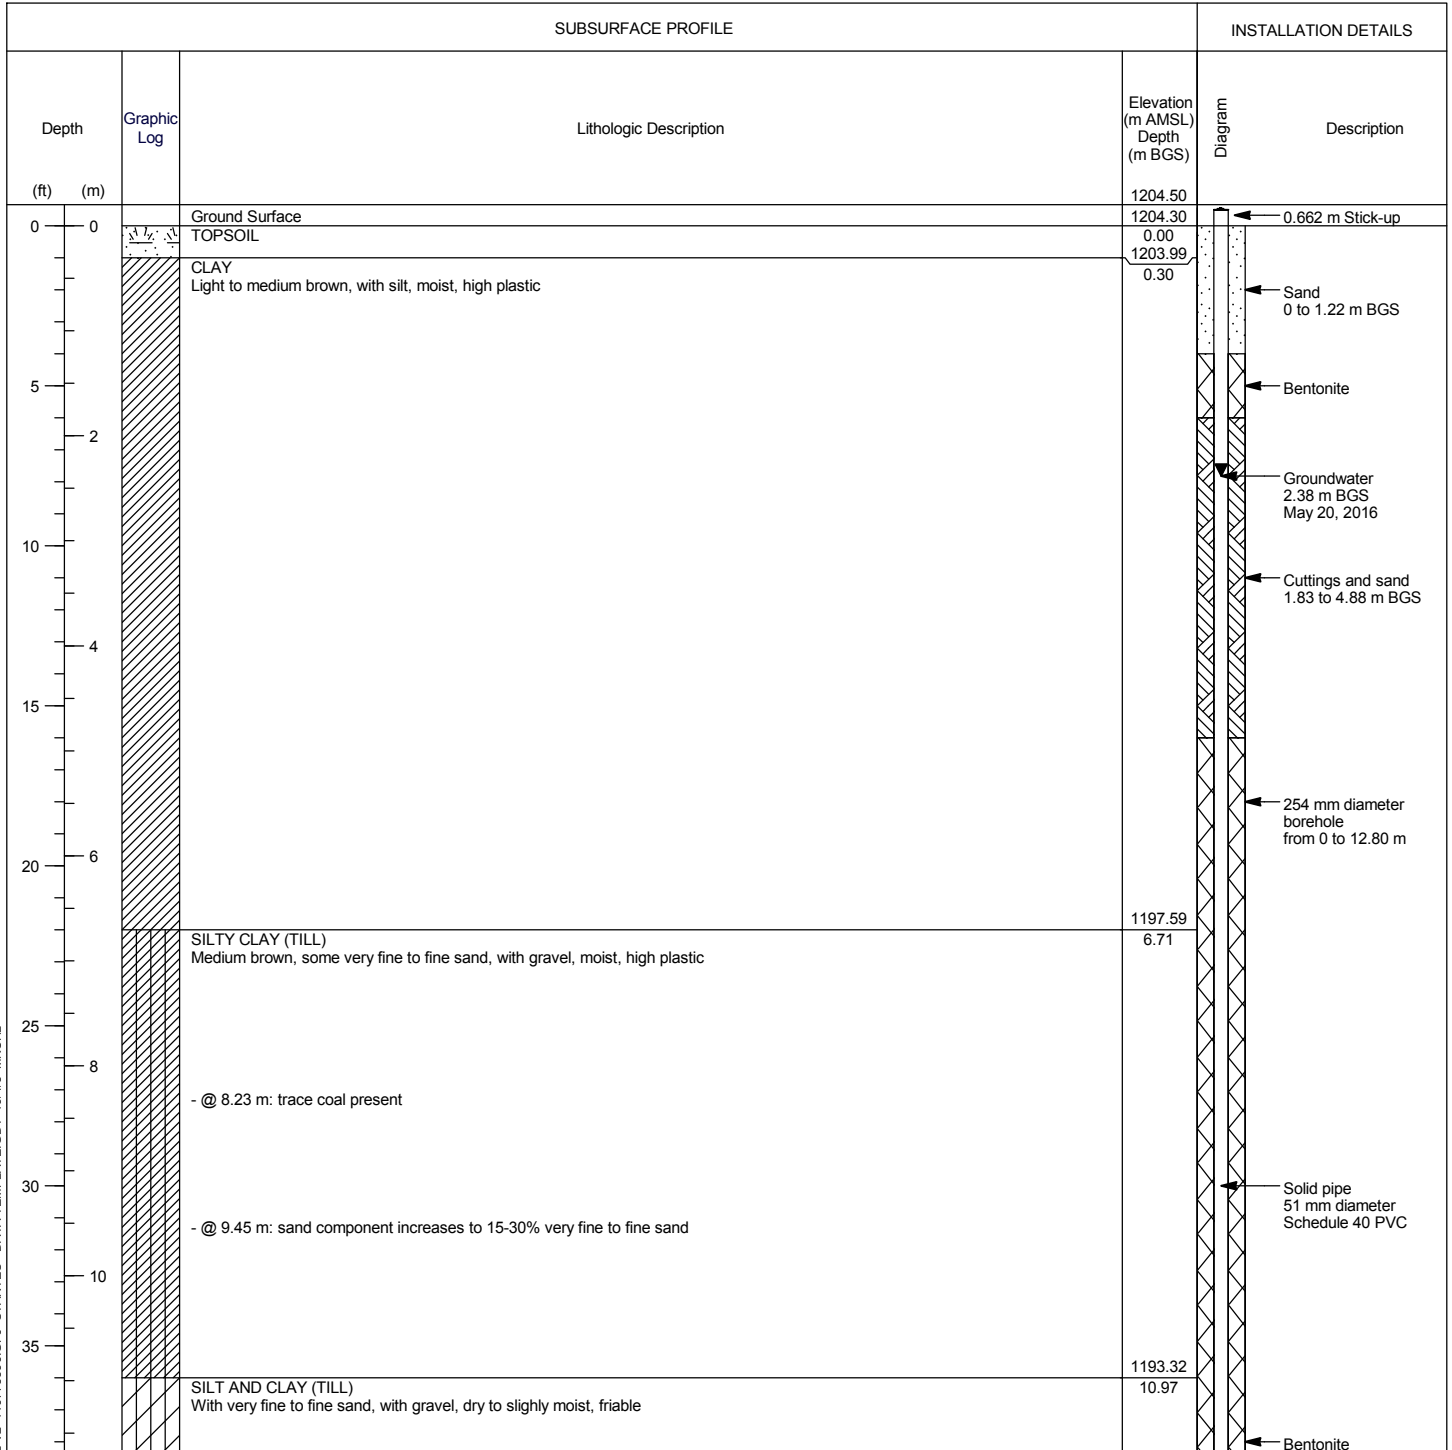 SUBSURFACE PROFILE
INSTALLATION DETAILS
Depth
Graphic
Log
Lithologic Description
Elevation
(m AMSL)
Depth
(m BGS)
Diagram
Description
(ft) (m)
1204.50
Ground Surface
1204.30
0.662 m Stick-up
0 0
TOPSOIL
0.00
1203.99
CLAY
0.30
Light to medium brown, with silt, moist, high plastic
Sand
0 to 1.22 m BGS
5
Bentonite
2
Groundwater
2.38 m BGS
May 20, 2016
10
Cuttings and sand
1.83 to 4.88 m BGS
4
15
254 mm diameter
borehole
from 0 to 12.80 m
6
20
1197.59
SILTY CLAY (TILL)
6.71
Medium brown, some very fine to fine sand, with gravel, moist, high plastic
25
8
- @ 8.23 m: trace coal present
30
Solid pipe
51 mm diameter
Schedule 40 PVC
- @ 9.45 m: sand component increases to 15-30% very fine to fine sand
10
35
1193.32
SILT AND CLAY (TILL)
10.97
With very fine to fine sand, with gravel, dry to slighly moist, friable
Bentonite